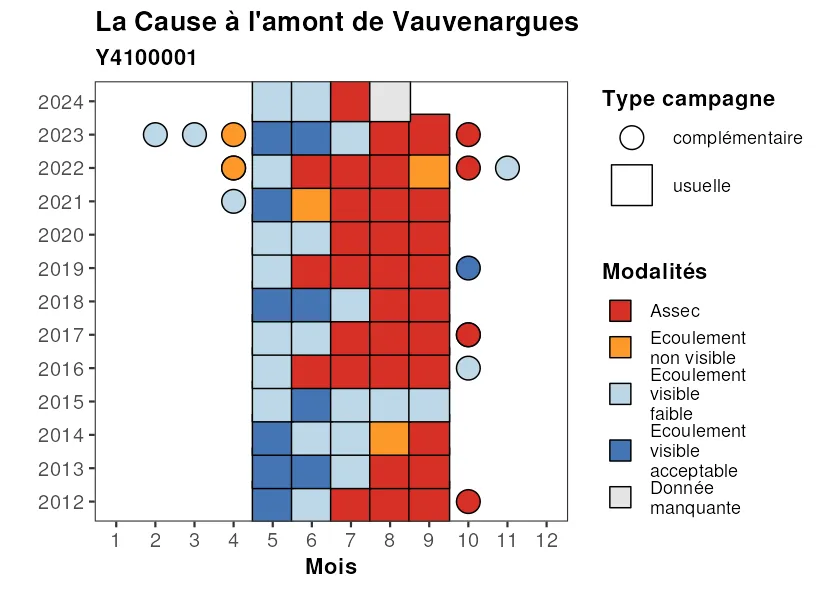 La Cause à l'amont de Vauvenargues
Y4100001
2024
2023
2022
2021
2020
2019
2018
2017
2016
2015
2014
2013
2012
1 2 3 4 5 6 7 8 9 10 11 12
Mois
Type campagne
complémentaire
usuelle
Modalités
Assec
Ecoulement
non visible
Ecoulement
visible
faible
Ecoulement
visible
acceptable
Donnée
manquante